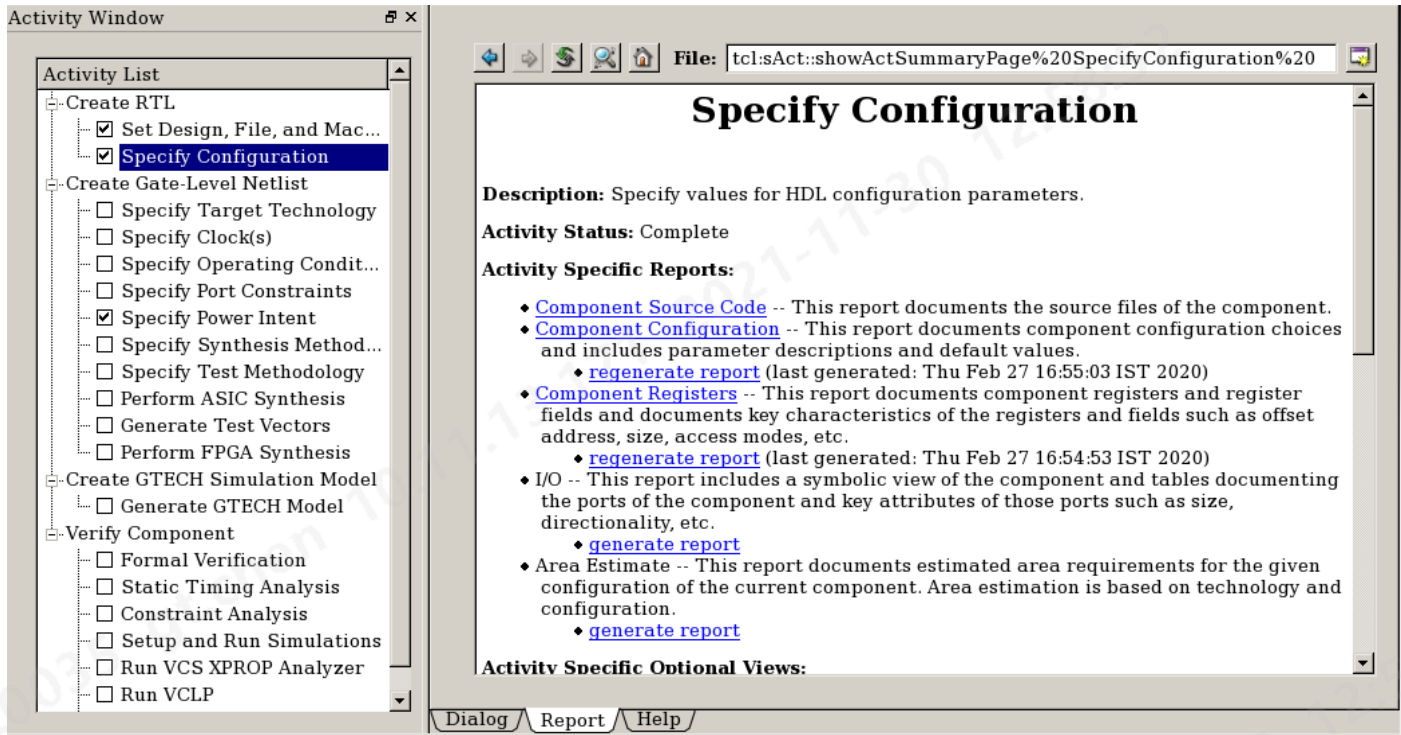 Activity Window
Activity List
Create RTL
Set Design, File, and Mac...
Specify Configuration
Create Gate-Level Netlist
Specify Target Technology
Specify Clock(s)
Specify Operating Condit...
Specify Port Constraints
Specify Power Intent
Specify Synthesis Method...
Specify Test Methodology
Perform ASIC Synthesis
Generate Test Vectors
Perform FPGA Synthesis
Create GTECH Simulation Model
Generate GTECH Model
Verify Component
Formal Verification
Static Timing Analysis
Constraint Analysis
Setup and Run Simulations
Run VCS XPROP Analyzer
Run VCLP
File: tcl:sAct::showActSummaryPage%20SpecifyConfiguration%20
Specify Configuration
Description: Specify values for HDL configuration parameters.
Activity Status: Complete
Activity Specific Reports:
Component Source Code -- This report documents the source files of the component.
Component Configuration -- This report documents component configuration choices
and includes parameter descriptions and default values.
regenerate report (last generated: Thu Feb 27 16:55:03 IST 2020)
Component Registers -- This report documents component registers and register
fields and documents key characteristics of the registers and fields such as offset
address, size, access modes, etc.
regenerate report (last generated: Thu Feb 27 16:54:53 IST 2020)
I/O -- This report includes a symbolic view of the component and tables documenting
the ports of the component and key attributes of those ports such as size,
directionality, etc.
generate report
Area Estimate -- This report documents estimated area requirements for the given
configuration of the current component. Area estimation is based on technology and
configuration.
generate report
Activity Specific Optional Views:
Dialog
Report
Help